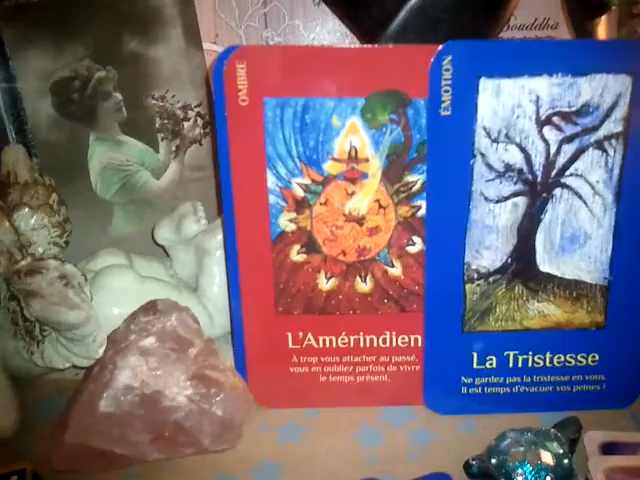 Bouddha
OMBRE
ÉMOTION
L'Amérindien
À trop vous attacher au passé,
vous en oubliez parfois de vivre
le temps présent.
La Tristesse
Ne gardez pas la tristesse en vous.
Il est temps d'évacuer vos peines !